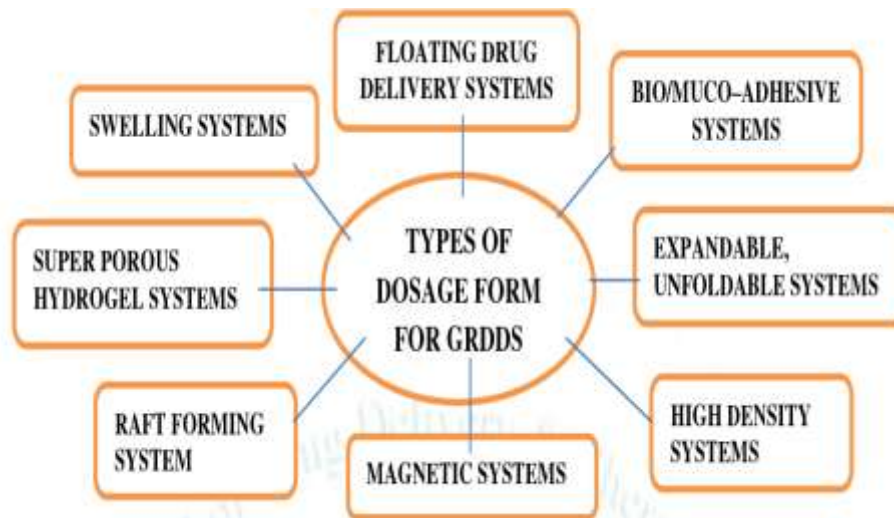 FLOATING DRUG
DELIVERY SYSTEMS
BIO/MUCO–ADHESIVE
SYSTEMS
SWELLING SYSTEMS
TYPES OF
DOSAGE FORM
FOR GRDDS
SUPER POROUS
HYDROGEL SYSTEMS
EXPANDABLE,
UNFOLDABLE SYSTEMS
RAFT FORMING
SYSTEM
MAGNETIC SYSTEMS
HIGH DENSITY
SYSTEMS